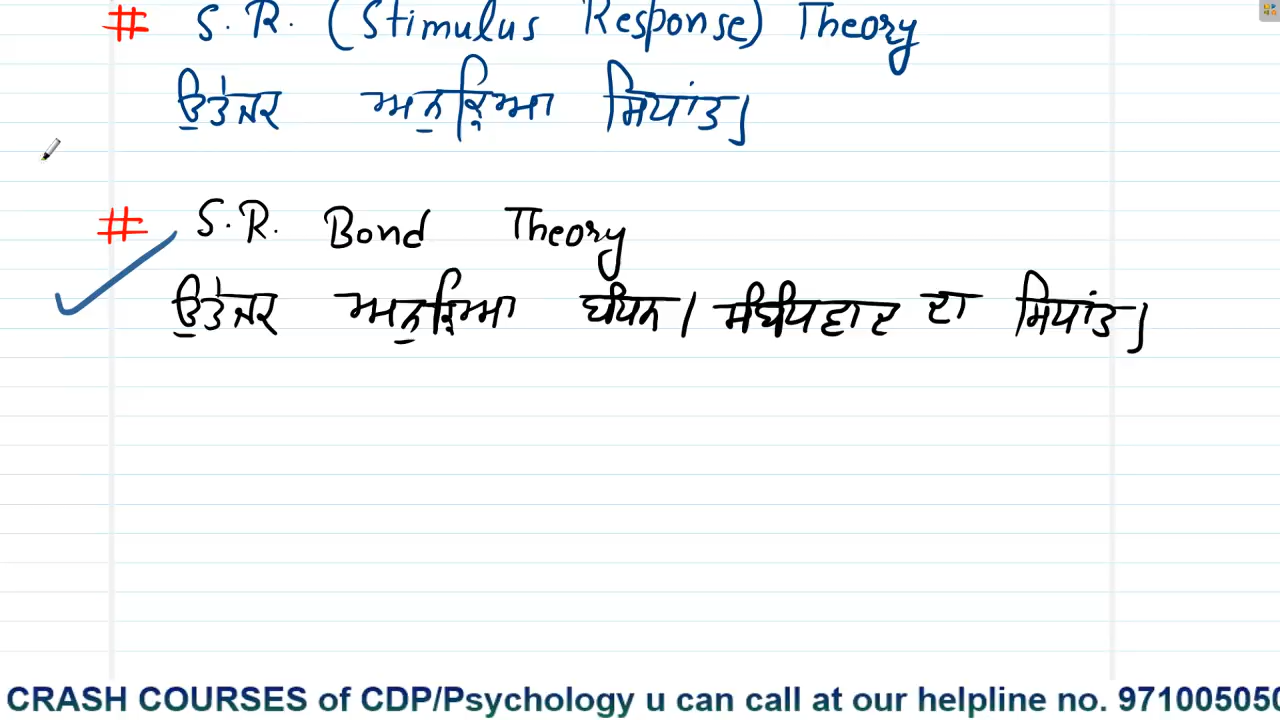 # S.R. (Stimulus Response) Theory
ਉਤੇਜਕ ਅਨੁਕ੍ਰਿਆ ਸਿਧਾਂਤ।
# S.R. Bond Theory
ਉਤੇਜਕ ਅਨੁਕ੍ਰਿਆ ਬੰਧਨ। ਸੰਬੰਧਵਾਦ ਦਾ ਸਿਧਾਂਤ।
CRASH COURSES of CDP/Psychology u can call at our helpline no. 971005050